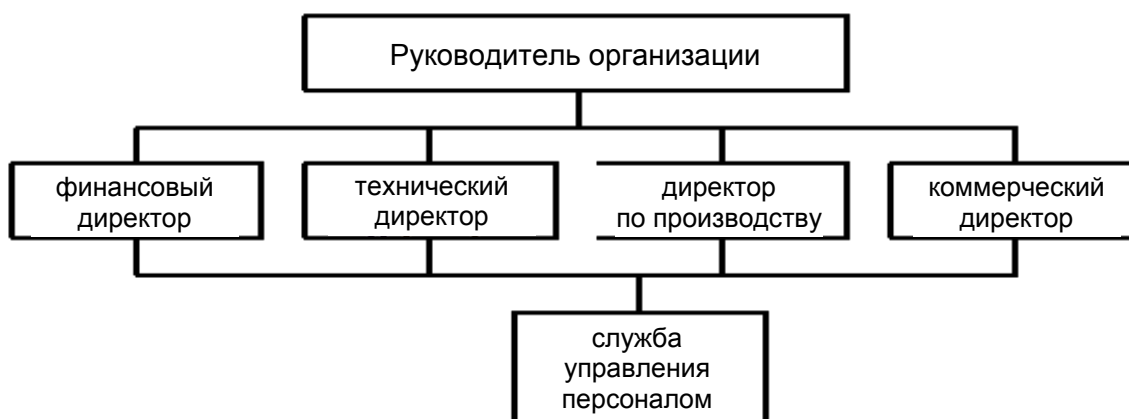 Руководитель организации
финансовый
директор
технический
директор
директор
по производству
коммерческий
директор
служба
управления
персоналом